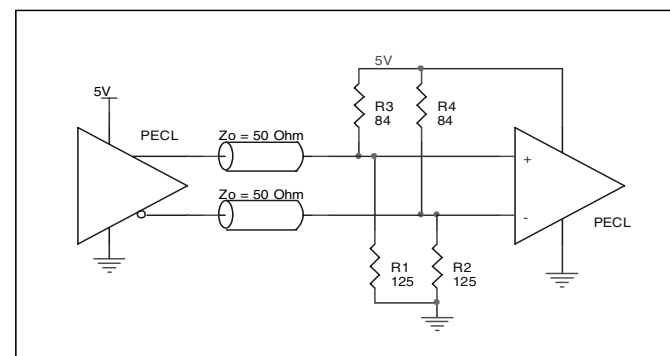 5V
R3
84
R4
84
5V
PECL
Zo = 50 Ohm
+
Zo = 50 Ohm
-
PECL
R1
125
R2
125